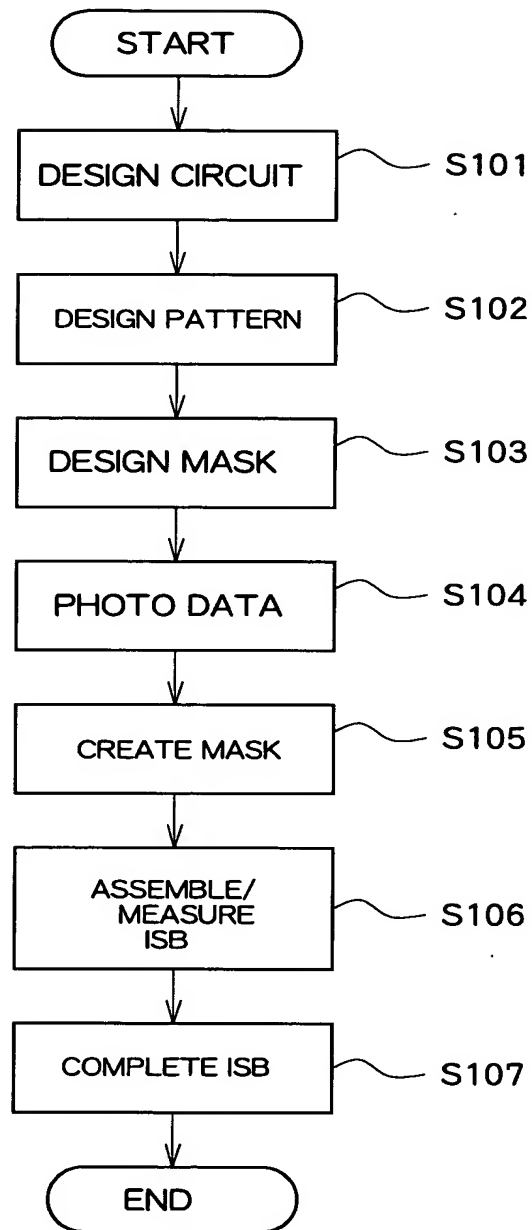 START
DESIGN CIRCUIT
S101
DESIGN PATTERN
S102
DESIGN MASK
S103
PHOTO DATA
S104
CREATE MASK
S105
ASSEMBLE/
MEASURE
ISB
S106
COMPLETE ISB
S107
END